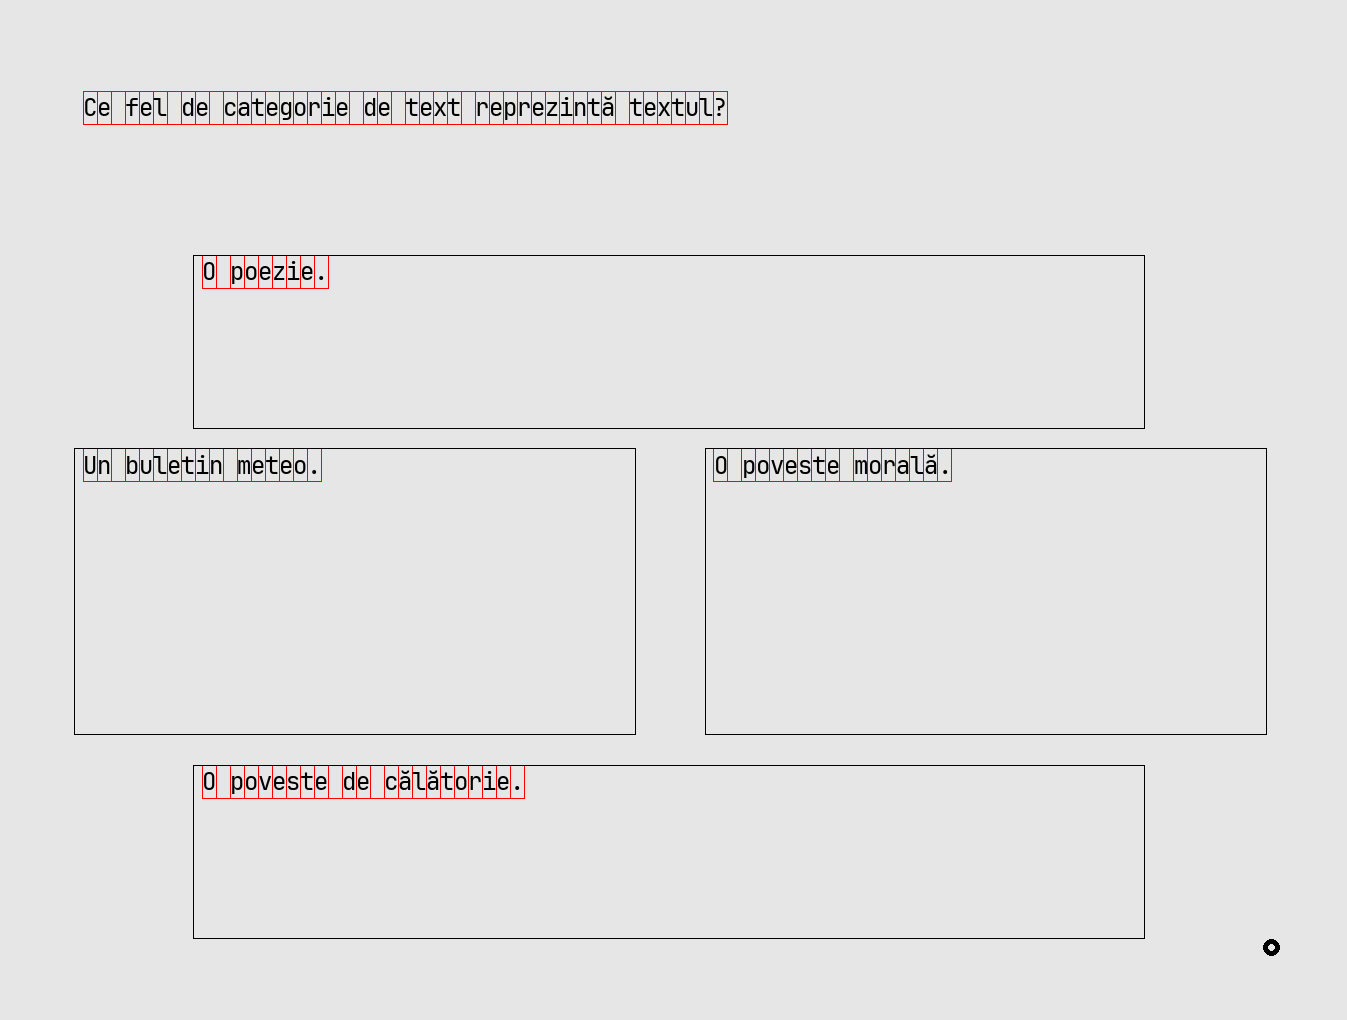 Ce fel de categorie de text reprezintă textul?
O poezie.
Un buletin meteo.
O poveste morală.
O poveste de călătorie.